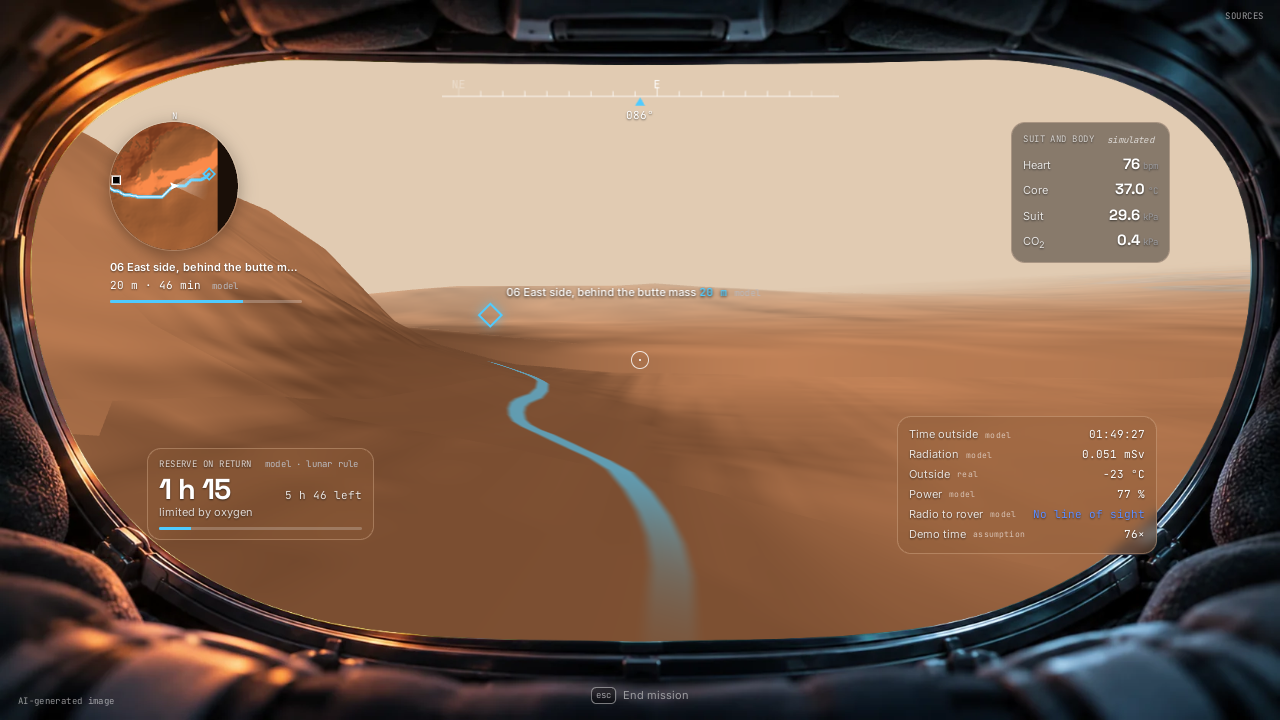 SOURCES
NE E
086°
N
SUIT AND BODY simulated
Heart 76 bpm
Core 37.0 °C
Suit 29.6 kPa
CO2 0.4 kPa
06 East side, behind the butte m...
20 m · 46 min model
06 East side, behind the butte mass 20 m
RESERVE ON RETURN model · lunar rule
1 h 15 5 h 46 left
limited by oxygen
Time outside model 01:49:27
Radiation model 0.051 mSv
Outside real -23 °C
Power model 77 %
Radio to rover model No line of sight
Demo time assumption 76×
esc End mission
AI-generated image